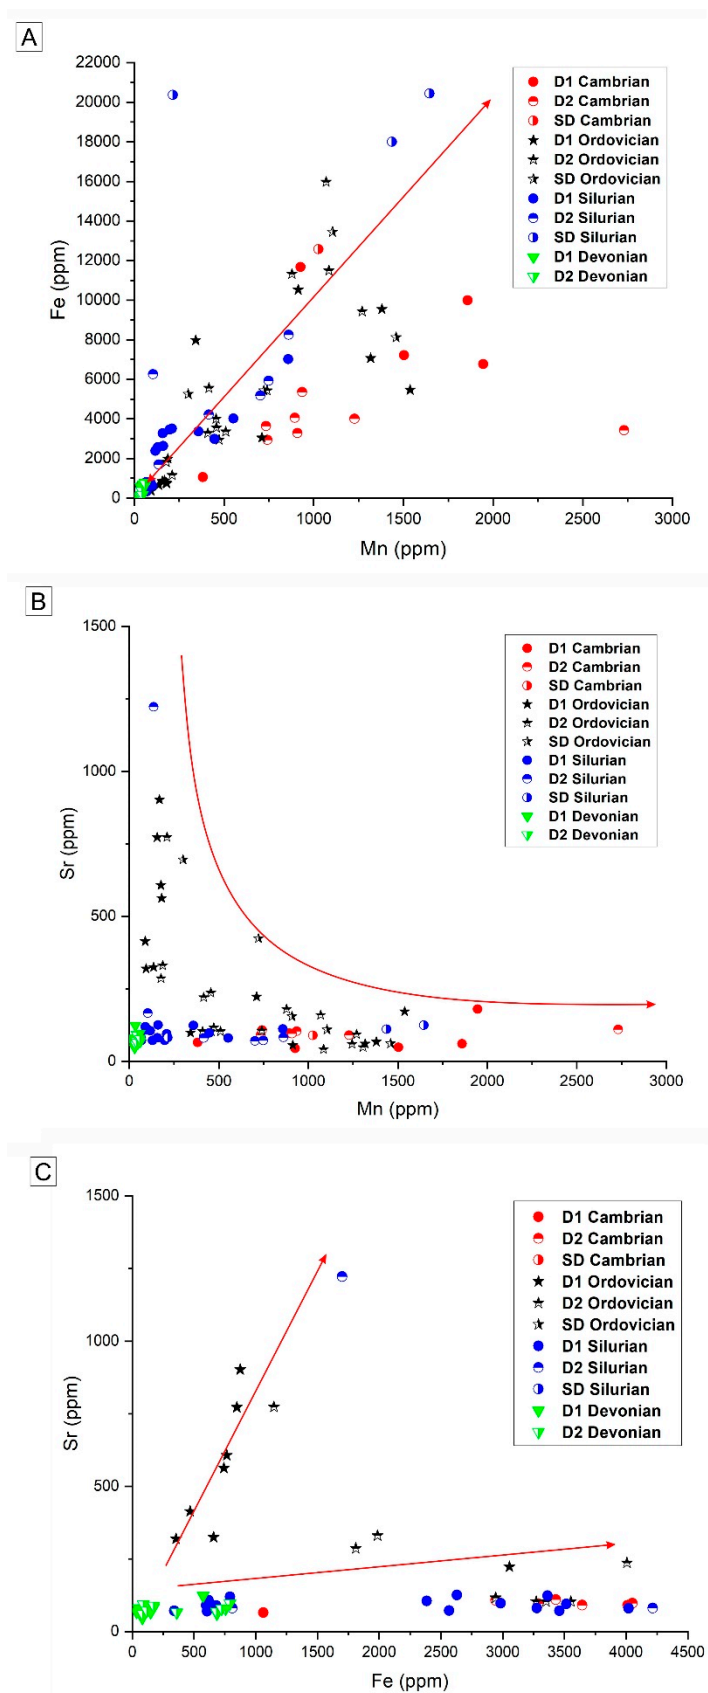 A
22000
20000
18000
16000
14000
12000
10000
8000
6000
4000
2000
0
Fe (ppm)
D1 Cambrian
D2 Cambrian
SD Cambrian
D1 Ordovician
D2 Ordovician
SD Ordovician
D1 Silurian
D2 Silurian
SD Silurian
D1 Devonian
D2 Devonian
0 500 1000 1500 2000 2500 3000
Mn (ppm)
B
1500
1000
500
0
Sr (ppm)
D1 Cambrian
D2 Cambrian
SD Cambrian
D1 Ordovician
D2 Ordovician
SD Ordovician
D1 Silurian
D2 Silurian
SD Silurian
D1 Devonian
D2 Devonian
0 500 1000 1500 2000 2500 3000
Mn (ppm)
C
1500
1000
500
0
Sr (ppm)
D1 Cambrian
D2 Cambrian
SD Cambrian
D1 Ordovician
D2 Ordovician
SD Ordovician
D1 Silurian
D2 Silurian
SD Silurian
D1 Devonian
D2 Devonian
0 500 1000 1500 2000 2500 3000 3500 4000 4500
Fe (ppm)